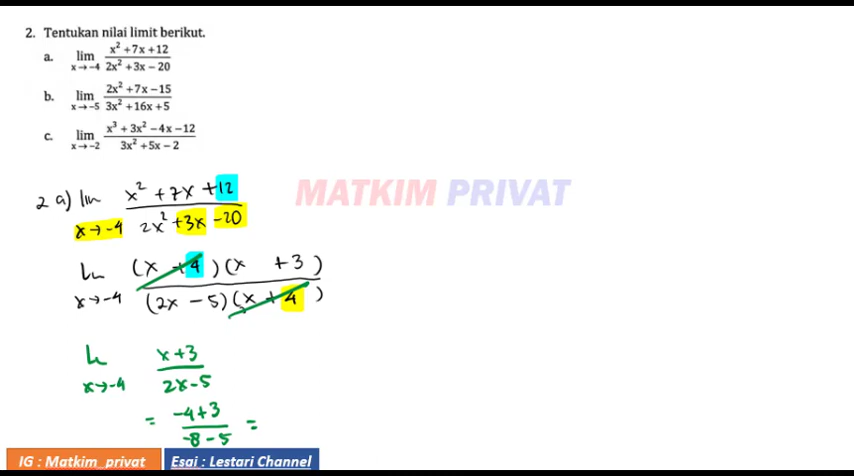 2. Tentukan nilai limit berikut.
a. lim x→-4 (x² + 7x + 12)/(2x² + 3x − 20)
b. lim x→-5 (2x² + 7x − 15)/(3x² + 16x + 5)
c. lim x→-2 (x³ + 3x² − 4x − 12)/(3x² + 5x − 2)
2 a) lim x→-4 (x² + 7x + 12)/(2x² + 3x − 20)
MATKIM PRIVAT
lim x→-4 (x + 4)(x + 3)/(2x − 5)(x + 4)
lim x→-4 (x+3)/(2x-5)
= (-4+3)/(-8-5) =
IG : Matkim_privat
Esai : Lestari Channel